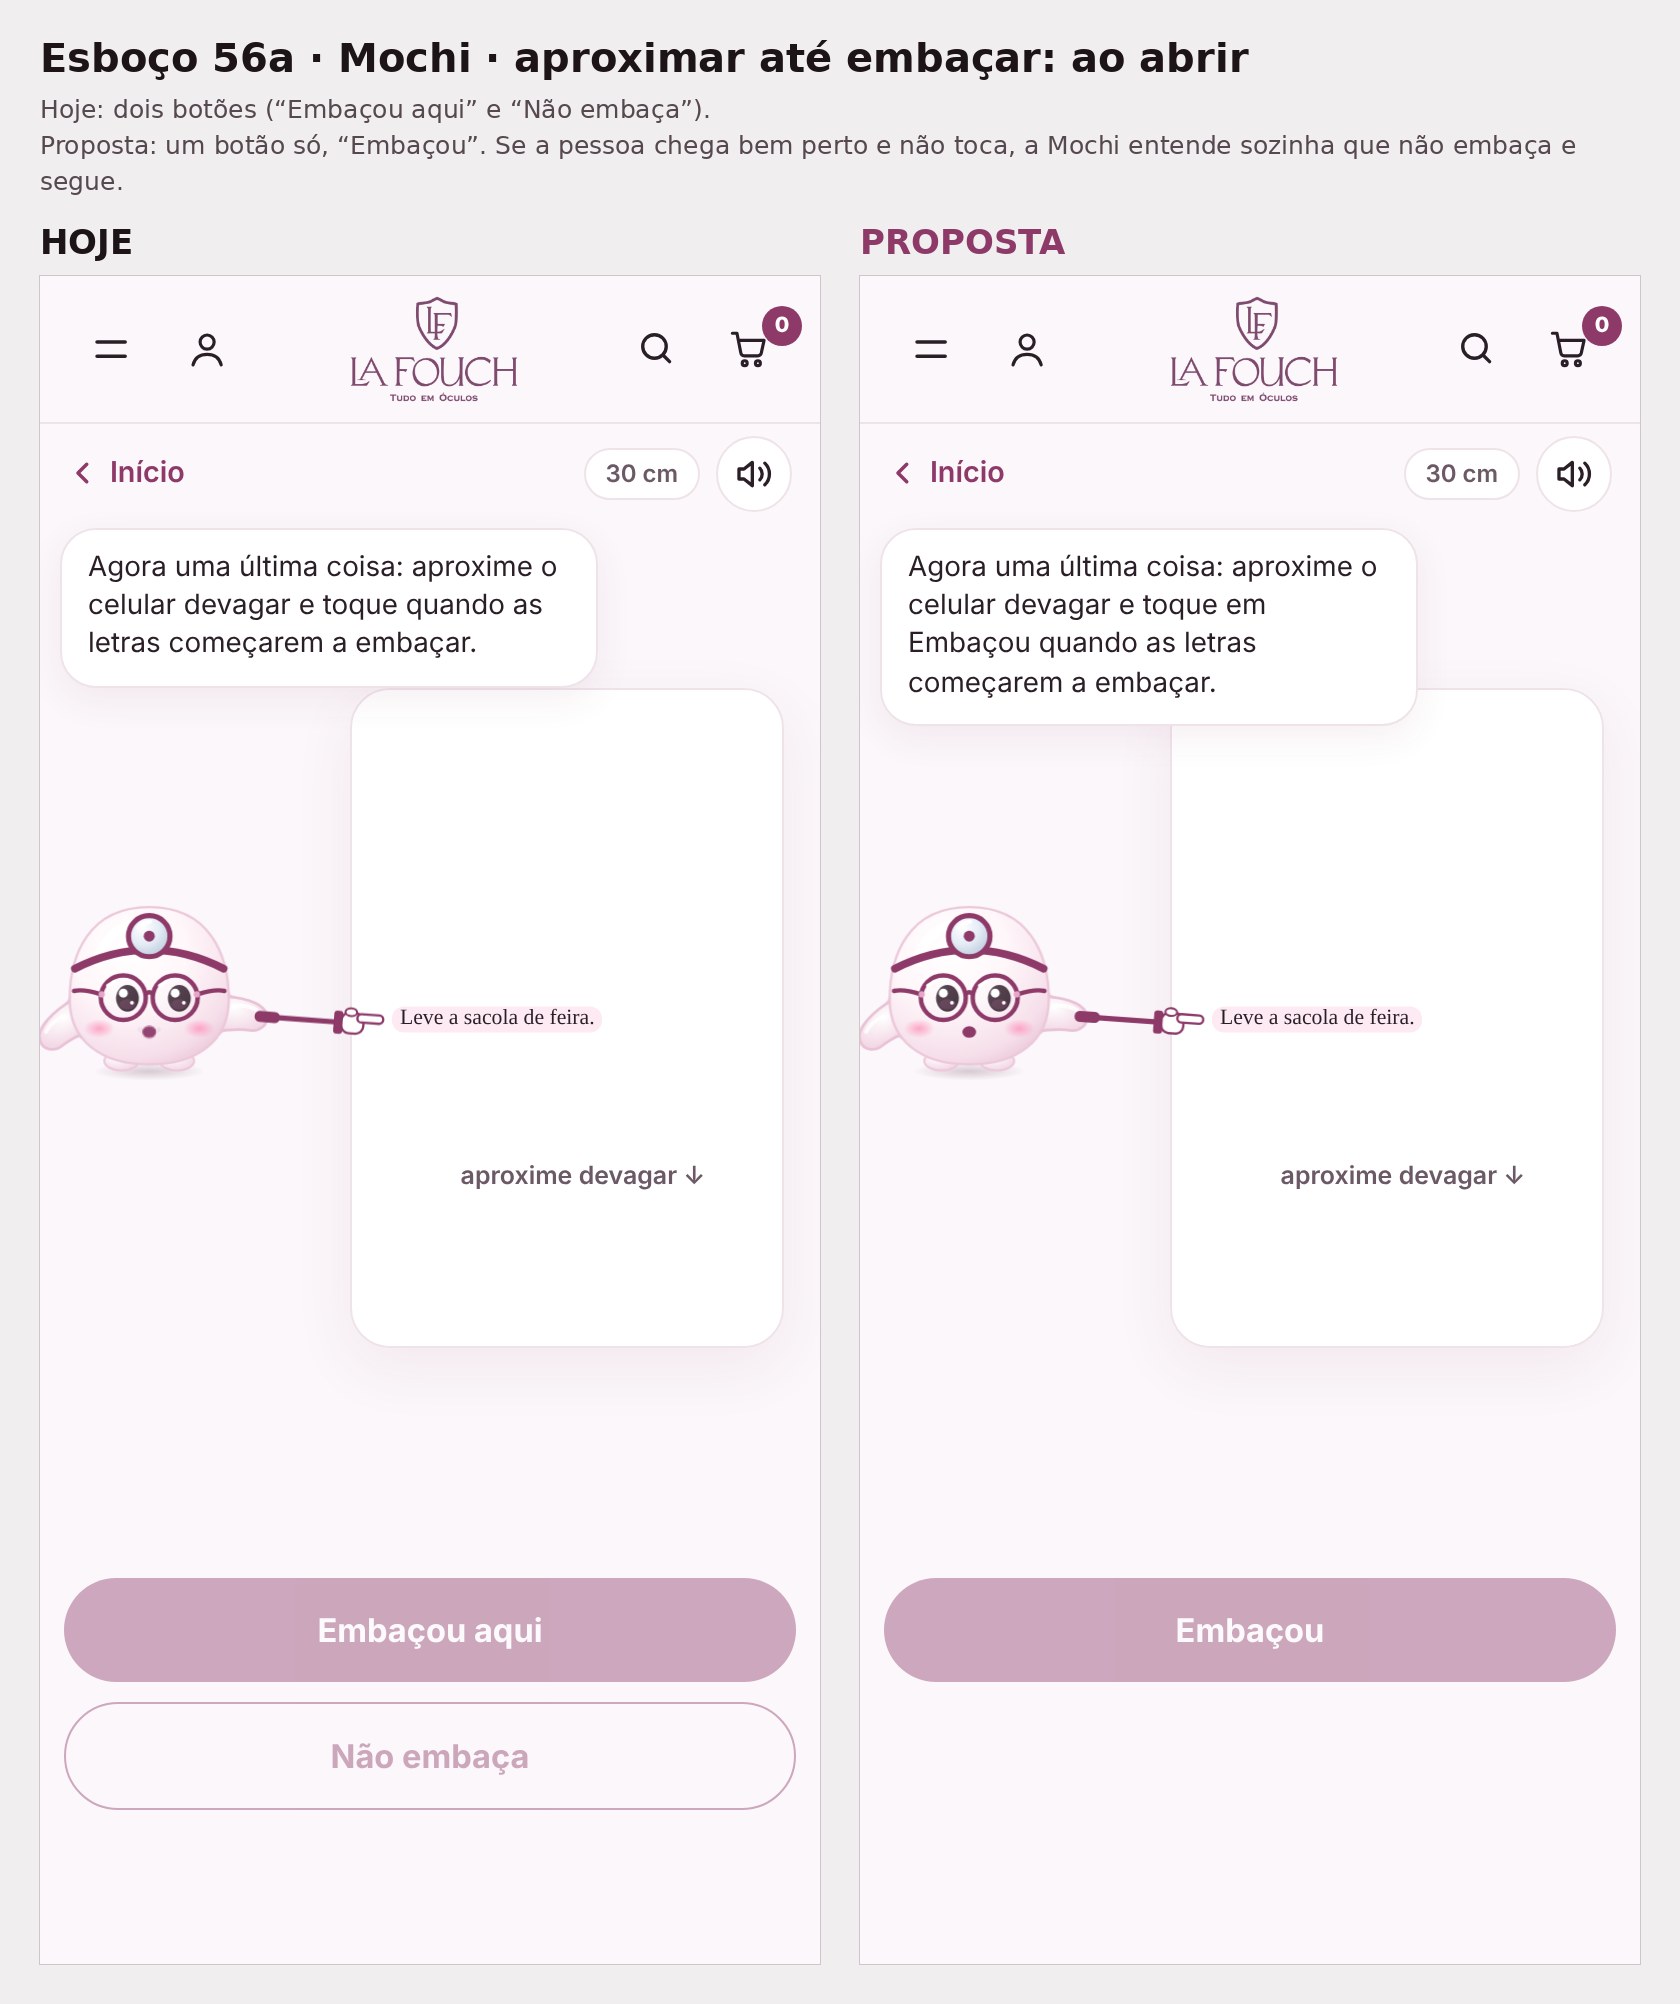 Esboço 56a · Mochi · aproximar até embaçar: ao abrir
Hoje: dois botões (“Embaçou aqui” e “Não embaça”).
Proposta: um botão só, “Embaçou”. Se a pessoa chega bem perto e não toca, a Mochi entende sozinha que não embaça e
segue.
HOJE
LF
LA FOUCH
Tudo em Óculos
0
Início
30 cm
Agora uma última coisa: aproxime o
celular devagar e toque quando as
letras começarem a embaçar.
Leve a sacola de feira.
aproxime devagar ↓
Embaçou aqui
Não embaça
PROPOSTA
LF
LA FOUCH
Tudo em Óculos
0
Início
30 cm
Agora uma última coisa: aproxime o
celular devagar e toque em
Embaçou quando as letras
começarem a embaçar.
Leve a sacola de feira.
aproxime devagar ↓
Embaçou